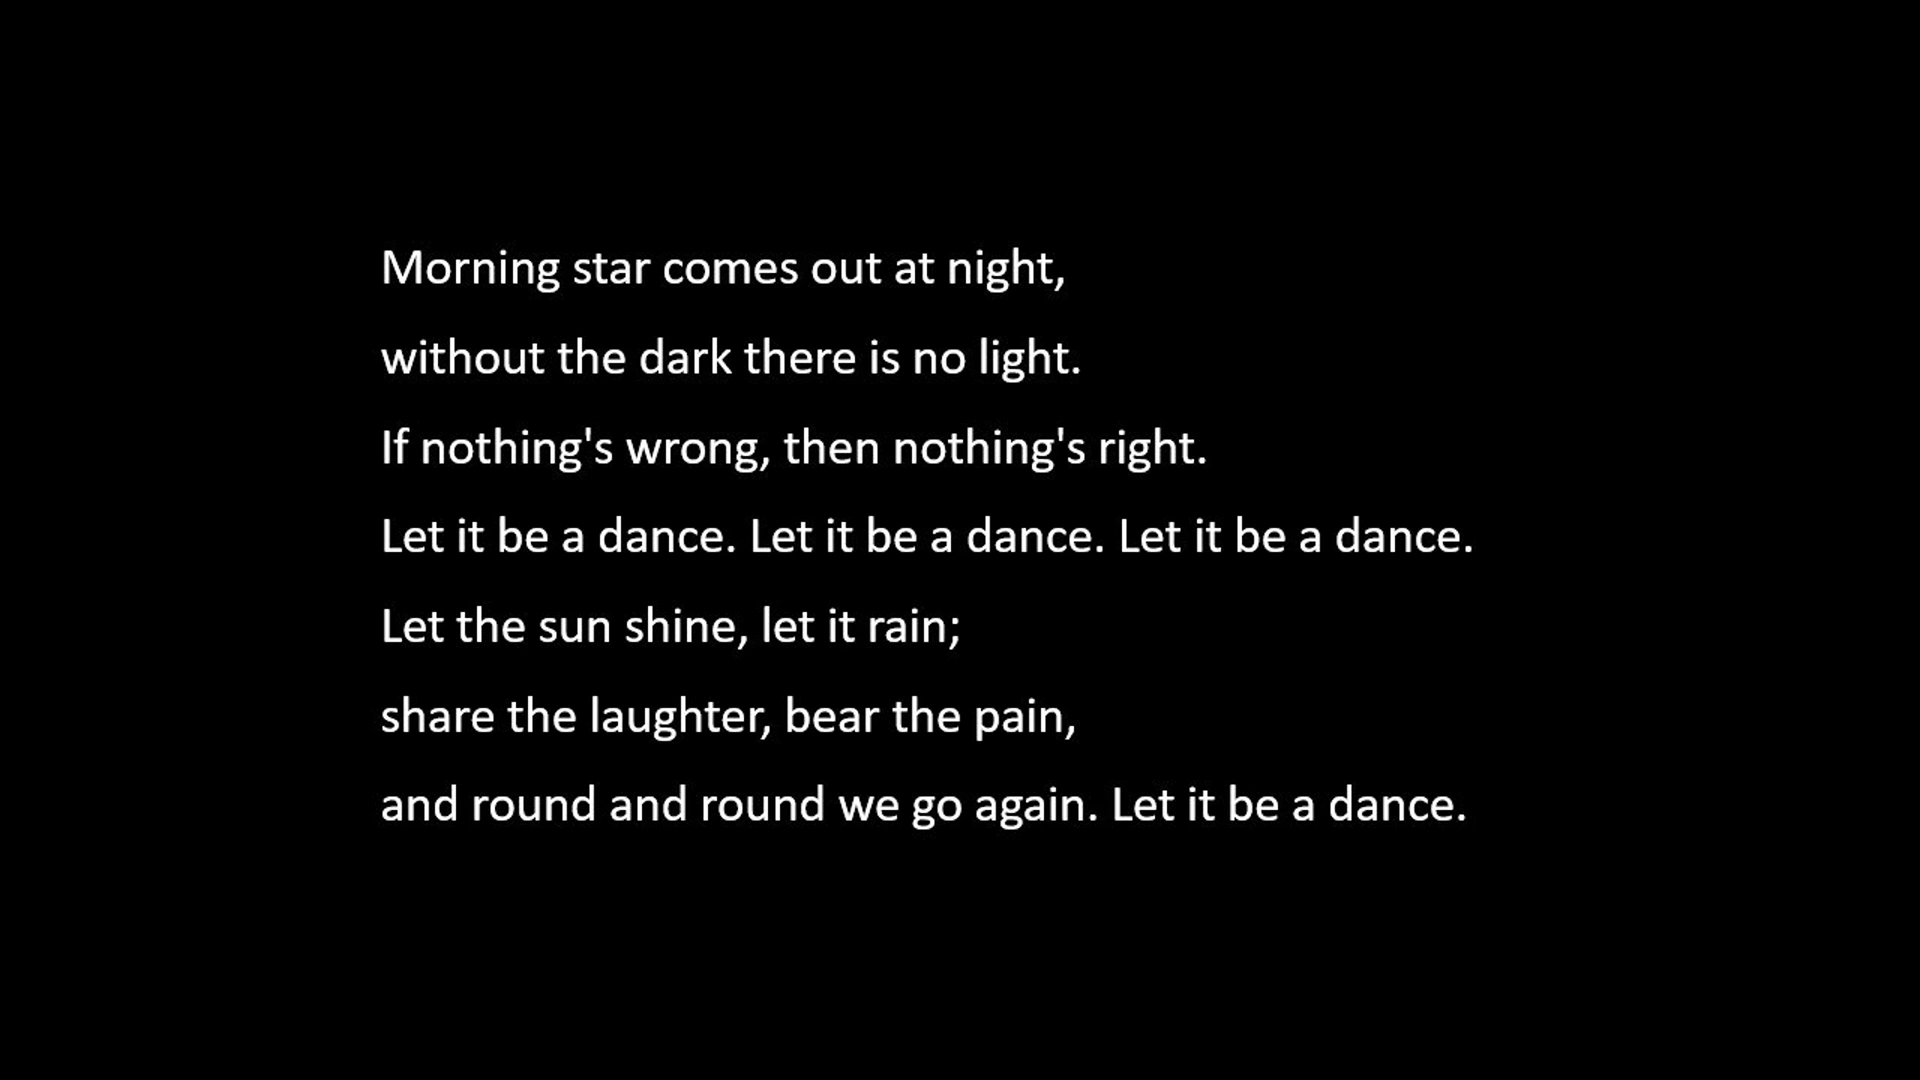 Morning star comes out at night,
without the dark there is no light.
If nothing's wrong, then nothing's right.
Let it be a dance. Let it be a dance. Let it be a dance.
Let the sun shine, let it rain;
share the laughter, bear the pain,
and round and round we go again. Let it be a dance.